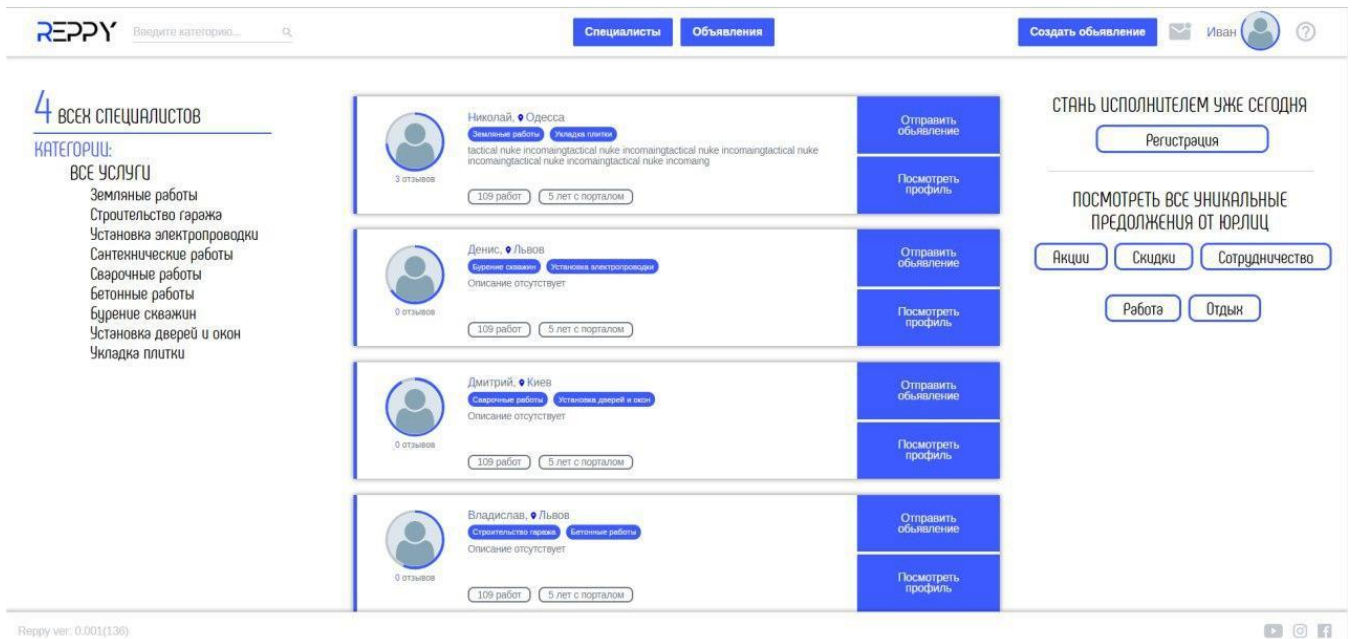 REPPY
Введите категорию...
Специалисты
Объявления
Создать обьявление
Иван
?
4 ВСЕХ СПЕЦИАЛИСТОВ
КАТЕГОРИИ:
ВСЕ УСЛУГИ
Земляные работы
Строительство гаража
Установка электропроводки
Сантехнические работы
Сварочные работы
Бетонные работы
Бурение скважин
Установка дверей и окон
Укладка плитки
Николай, Одесса
Земляные работы Укладка плитки
tactical nuke incomaingtactical nuke incomaingtactical nuke incomaingtactical nuke
incomaingtactical nuke incomaingtactical nuke incomaing
3 отзывов
109 работ 5 лет с порталом
Отправить
обьявление
Посмотреть
профиль
Денис, Львов
Бурение скважин Установка электропроводки
Описание отсутствует
0 отзывов
109 работ 5 лет с порталом
Отправить
обьявление
Посмотреть
профиль
Дмитрий, Киев
Сварочные работы Установка дверей и окон
Описание отсутствует
0 отзывов
109 работ 5 лет с порталом
Отправить
обьявление
Посмотреть
профиль
Владислав, Львов
Строительство гаража Бетонные работы
Описание отсутствует
0 отзывов
109 работ 5 лет с порталом
Отправить
обьявление
Посмотреть
профиль
СТАНЬ ИСПОЛНИТЕЛЕМ УЖЕ СЕГОДНЯ
Регистрация
ПОСМОТРЕТЬ ВСЕ УНИКАЛЬНЫЕ
ПРЕДОЛЖЕНИЯ ОТ ЮРЛИЦ
Акции Скидки Сотрудничество
Работа Отдых
Reppy ver: 0.001(136)